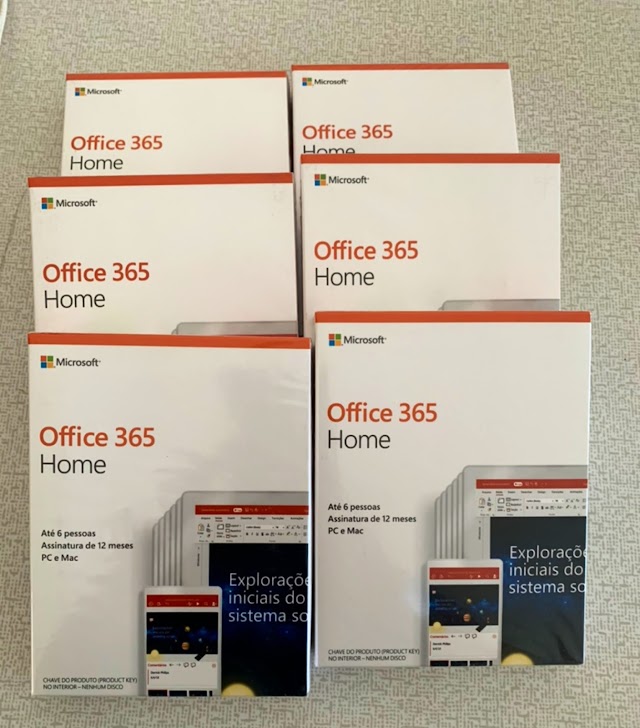 Microsoft
Office 365
Home
Microsoft
Office 365
Home
Microsoft
Office 365
Home
Microsoft
Office 365
Home
Microsoft
Office 365
Home
Até 6 pessoas
Assinatura de 12 meses
PC e Mac
Exploraçõe
iniciais do
sistema so
CHAVE DO PRODUTO (PRODUCT KEY)
NO INTERIOR – NENHUM DISCO
Microsoft
Office 365
Home
Até 6 pessoas
Assinatura de 12 meses
PC e Mac
Exploraçõe
iniciais do
sistema so
CHAVE DO PRODUTO (PRODUCT KEY)
NO INTERIOR – NENHUM DISCO